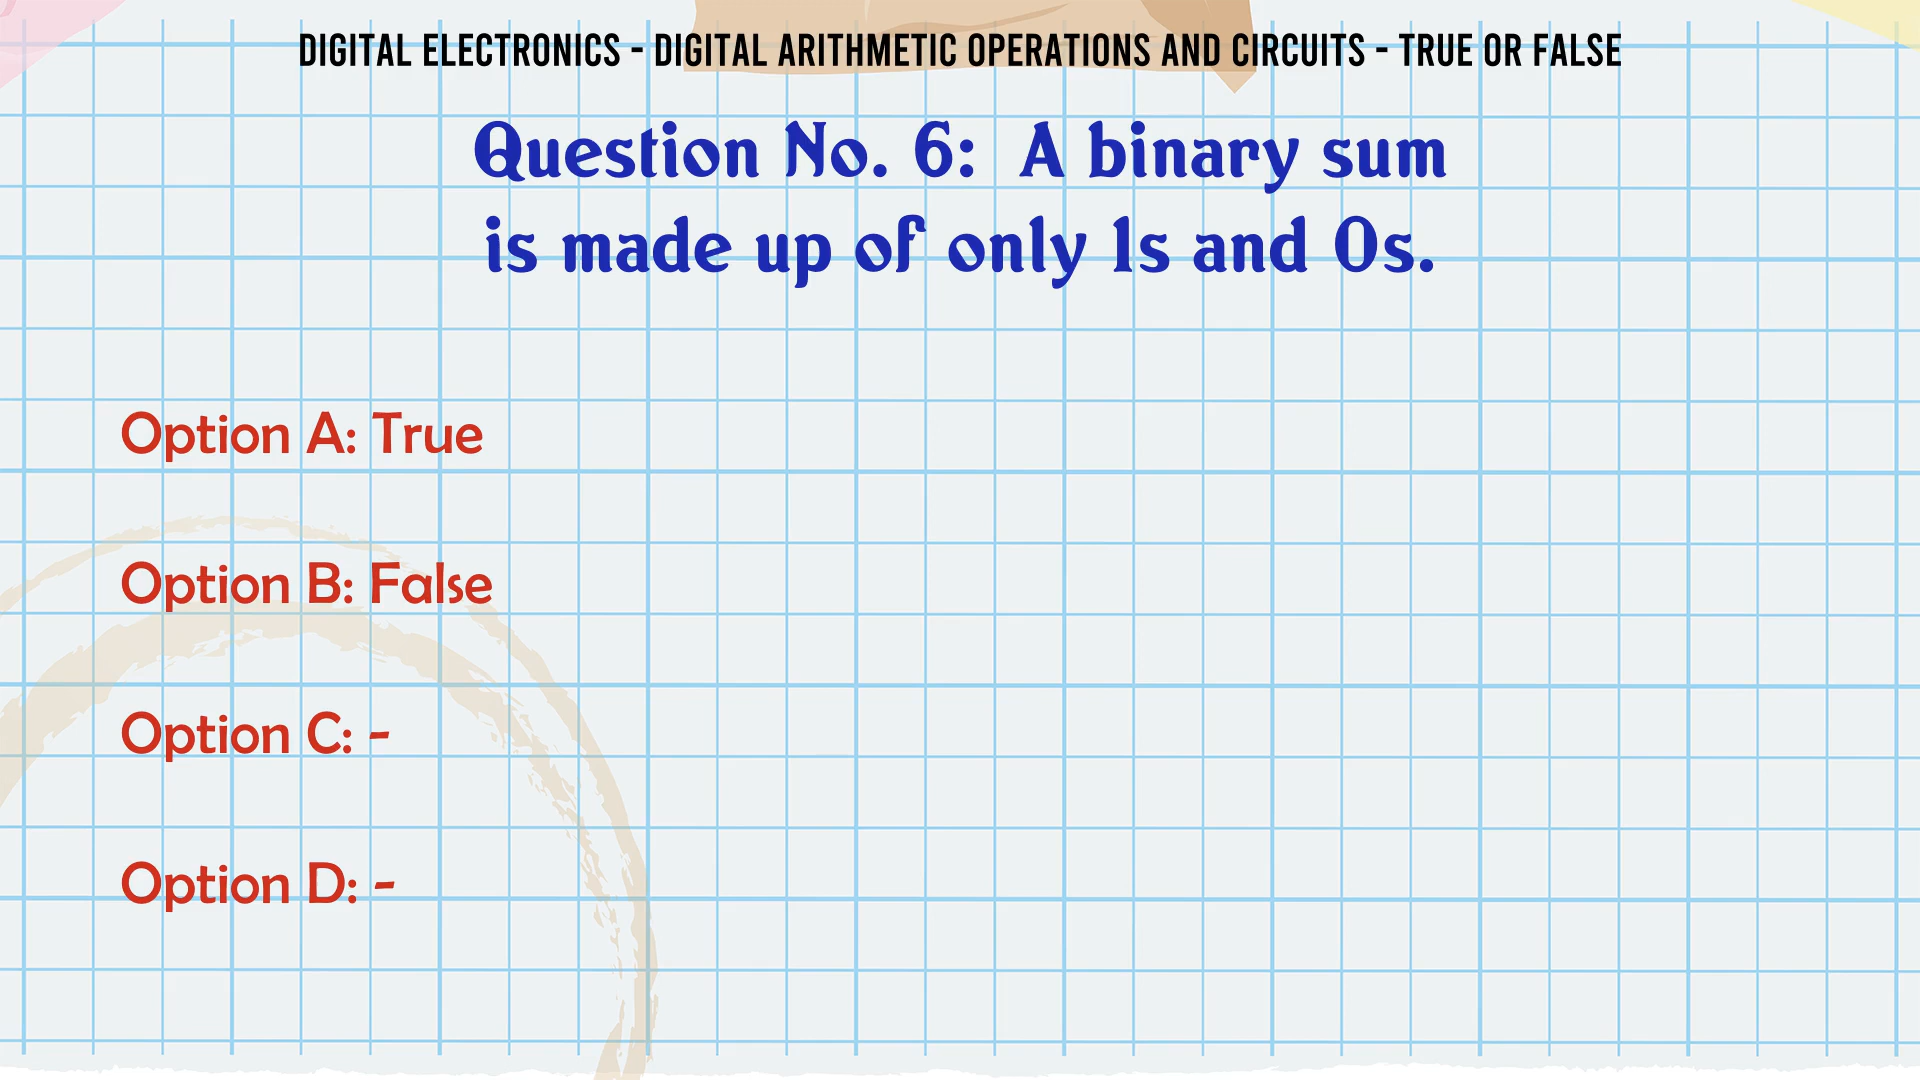 DIGITAL ELECTRONICS - DIGITAL ARITHMETIC OPERATIONS AND CIRCUITS - TRUE OR FALSE
Question No. 6: A binary sum
is made up of only 1s and 0s.
Option A: True
Option B: False
Option C: -
Option D: -